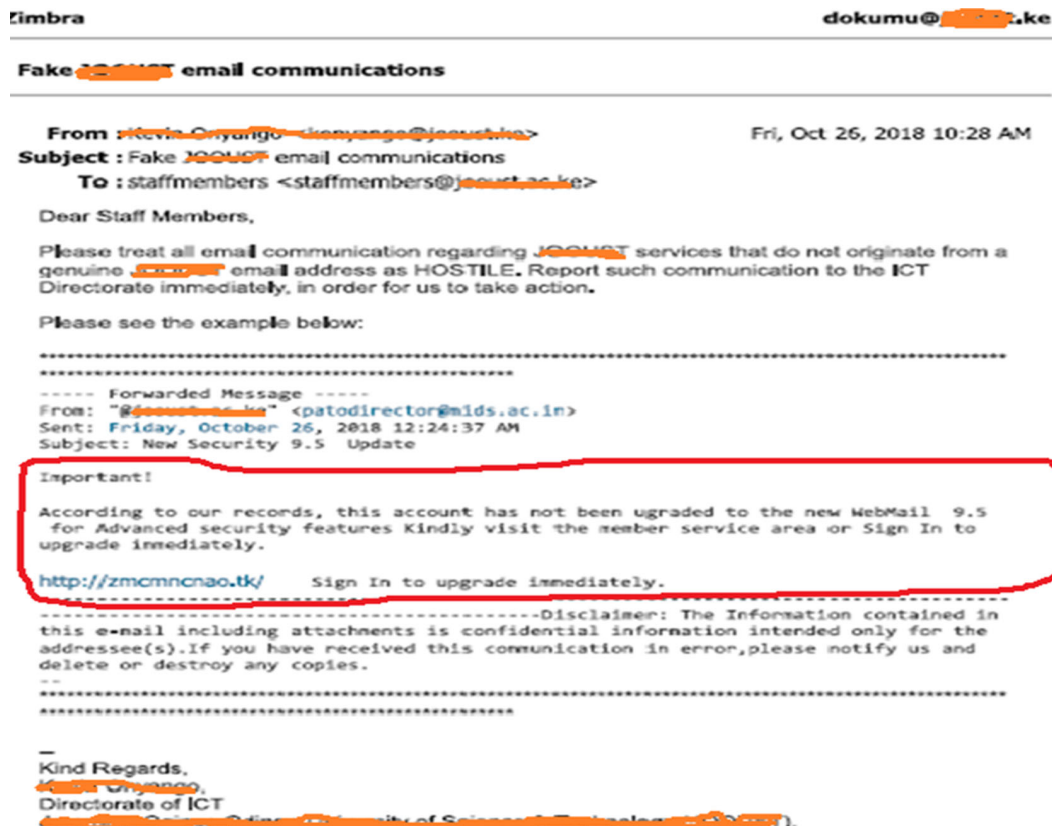 Zimbra dokumu@ .ke
Fake email communications
From : Fri, Oct 26, 2018 10:28 AM
Subject : Fake email communications
To : staffmembers <staffmembers@ ke>
Dear Staff Members,
Please treat all email communication regarding services that do not originate from a
genuine email address as HOSTILE. Report such communication to the ICT
Directorate immediately, in order for us to take action.
Please see the example below:
----- Forwarded Message -----
From: "@ " <patodirector@mids.ac.in>
Sent: Friday, October 26, 2018 12:24:37 AM
Subject: New Security 9.5 Update
Important!
According to our records, this account has not been ugraded to the new WebMail 9.5
for Advanced security features Kindly visit the member service area or Sign In to
upgrade immediately.
http://zmcmncnao.tk/ Sign In to upgrade immediately.
Disclaimer: The Information contained in
this e-mail including attachments is confidential information intended only for the
addressee(s).If you have received this communication in error,please notify us and
delete or destroy any copies.
--
Kind Regards,
Directorate of ICT